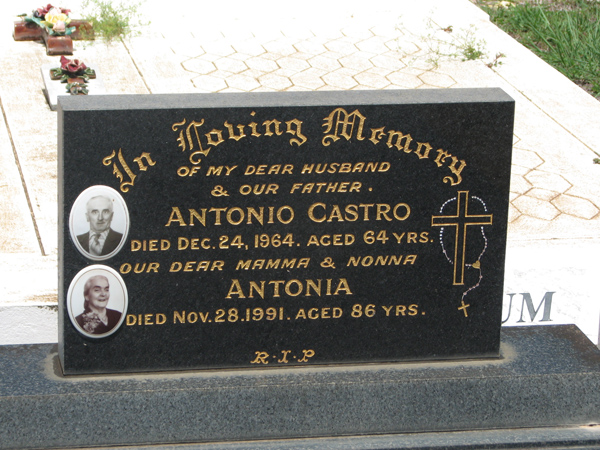 In Loving Memory
OF MY DEAR HUSBAND
& OUR FATHER.
ANTONIO CASTRO
DIED DEC. 24, 1964. AGED 64 YRS.
OUR DEAR MAMMA & NONNA
ANTONIA
DIED NOV. 28. 1991. AGED 86 YRS.
R·I·P
UM